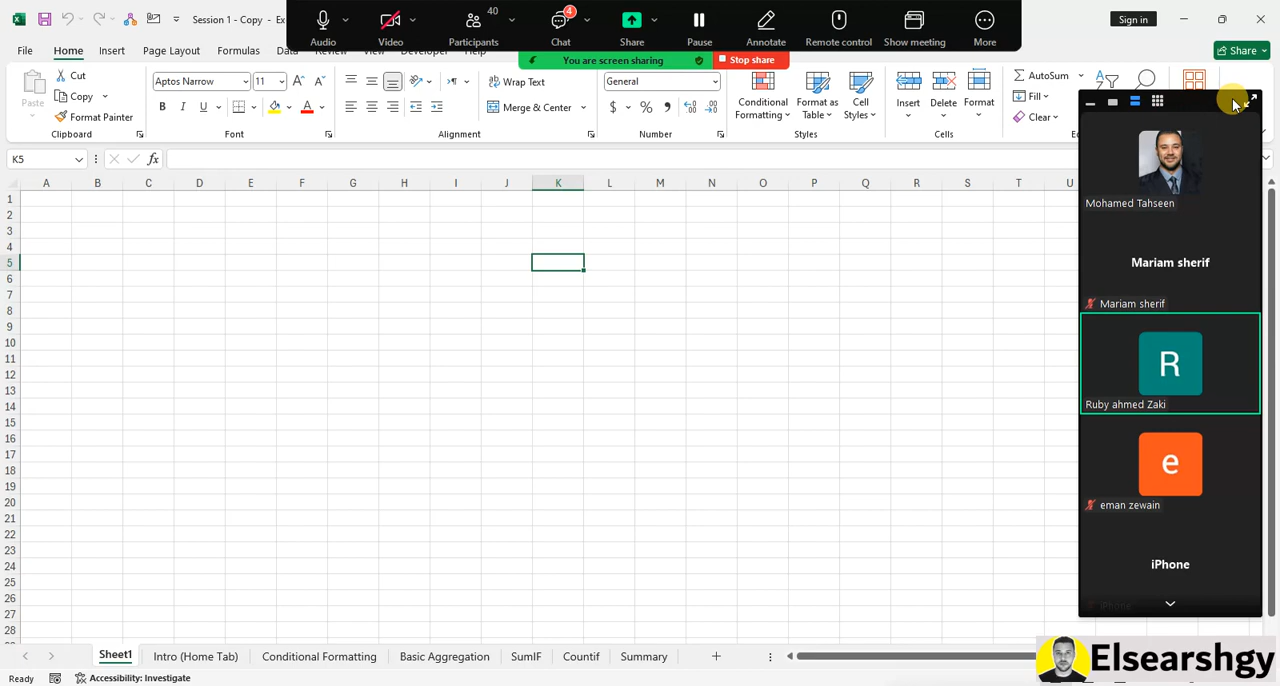 Session 1 - Copy - Ex
Audio
Video
40
Participants
4
Chat
Share
Pause
Annotate
Remote control
Show meeting
More
Sign in
You are screen sharing
Stop share
File
Home
Insert
Page Layout
Formulas
Share
Paste
Cut
Copy
Format Painter
Clipboard
Aptos Narrow
11
B
I
U
Font
Wrap Text
Merge & Center
Alignment
General
$
%
Number
Conditional
Formatting
Format as
Table
Cell
Styles
Styles
Insert
Delete
Format
Cells
AutoSum
Fill
Clear
K5
fx
A B C D E F G H I J K L M N O P Q R S T U
1
2
3
4
5
6
7
8
9
10
11
12
13
14
15
16
17
18
19
20
21
22
23
24
25
26
27
28
Mohamed Tahseen
Mariam sherif
Mariam sherif
R
Ruby ahmed Zaki
e
eman zewain
iPhone
iPhone
Sheet1
Intro (Home Tab)
Conditional Form
Basic Aggregation
SumIF
Countif
Summary
Ready
Accessibility: Investigate
Elsearshgy